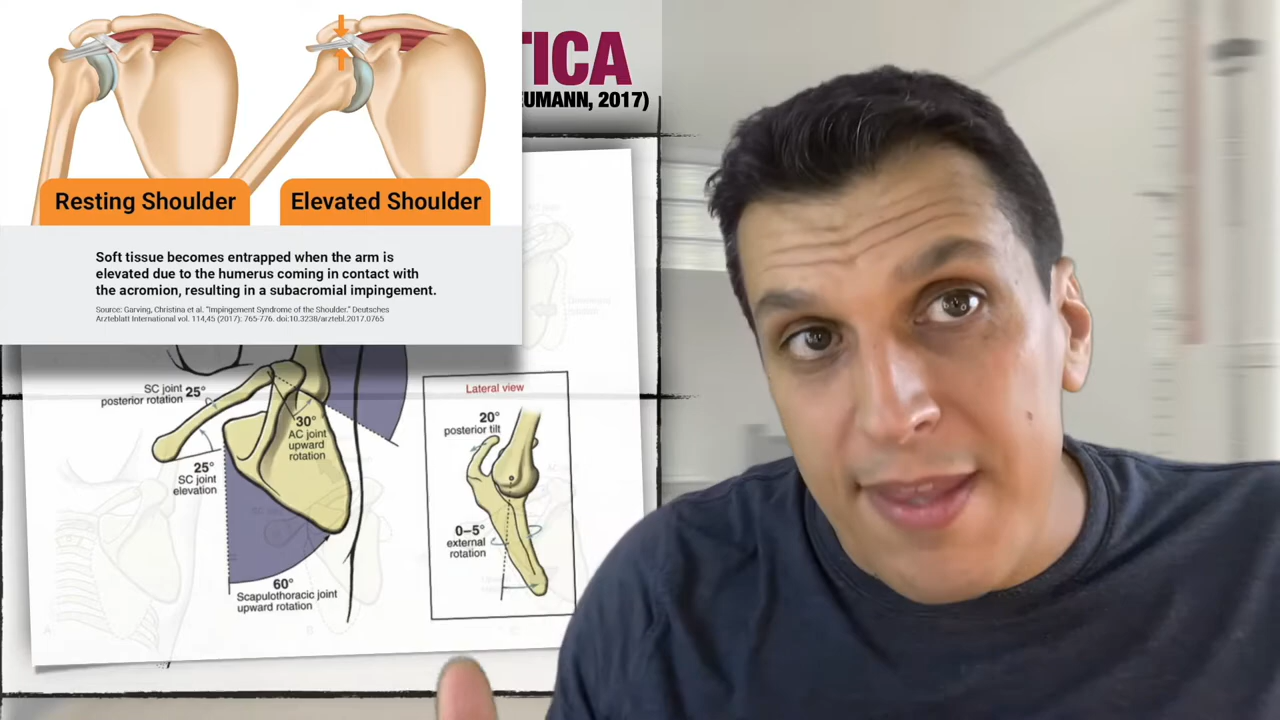 TICA
EUMANN, 2017)
Resting Shoulder
Elevated Shoulder
Soft tissue becomes entrapped when the arm is
elevated due to the humerus coming in contact with
the acromion, resulting in a subacromial impingement.
Source: Garving, Christina et al. "Impingement Syndrome of the Shoulder." Deutsches
Arzteblatt International vol. 114,45 (2017): 765-776. doi:10.3238/arztebl.2017.0765
SC joint
posterior rotation
25°
30°
AC joint
upward
rotation
25°
SC joint
elevation
60°
Scapulothoracic joint
upward rotation
Lateral view
20°
posterior tilt
0–5°
external
rotation
A
B
C